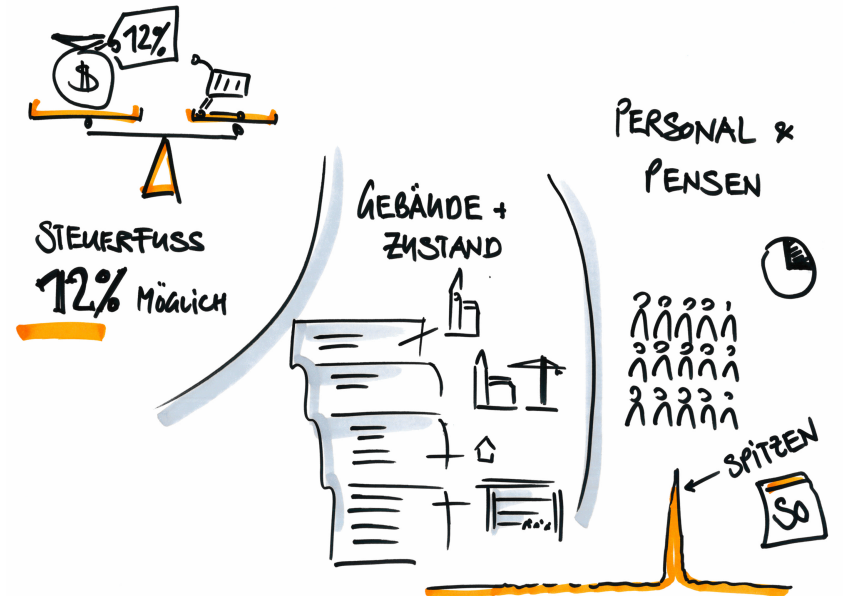 $
12%
STEUERFUSS
12% MÖGLICH
GEBÄUDE +
ZUSTAND
PERSONAL &
PENSEN
SPITZEN
So